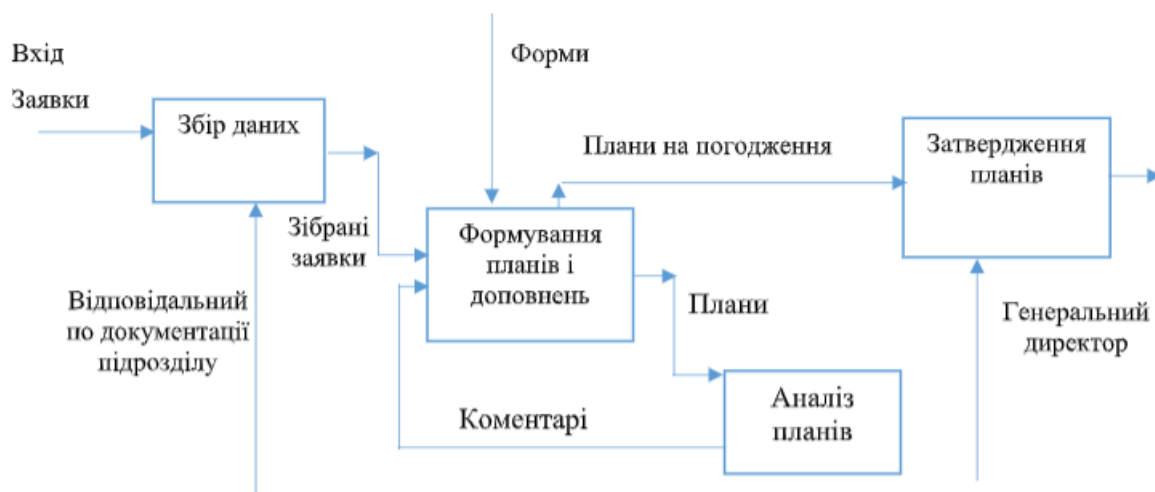 Вхід
Заявки
Збір даних
Форми
Плани на погодження
Затвердження
планів
Зібрані
заявки
Формування
планів і
доповнень
Відповідальний
по документації
підрозділу
Плани
Генеральний
директор
Аналіз
планів
Коментарі